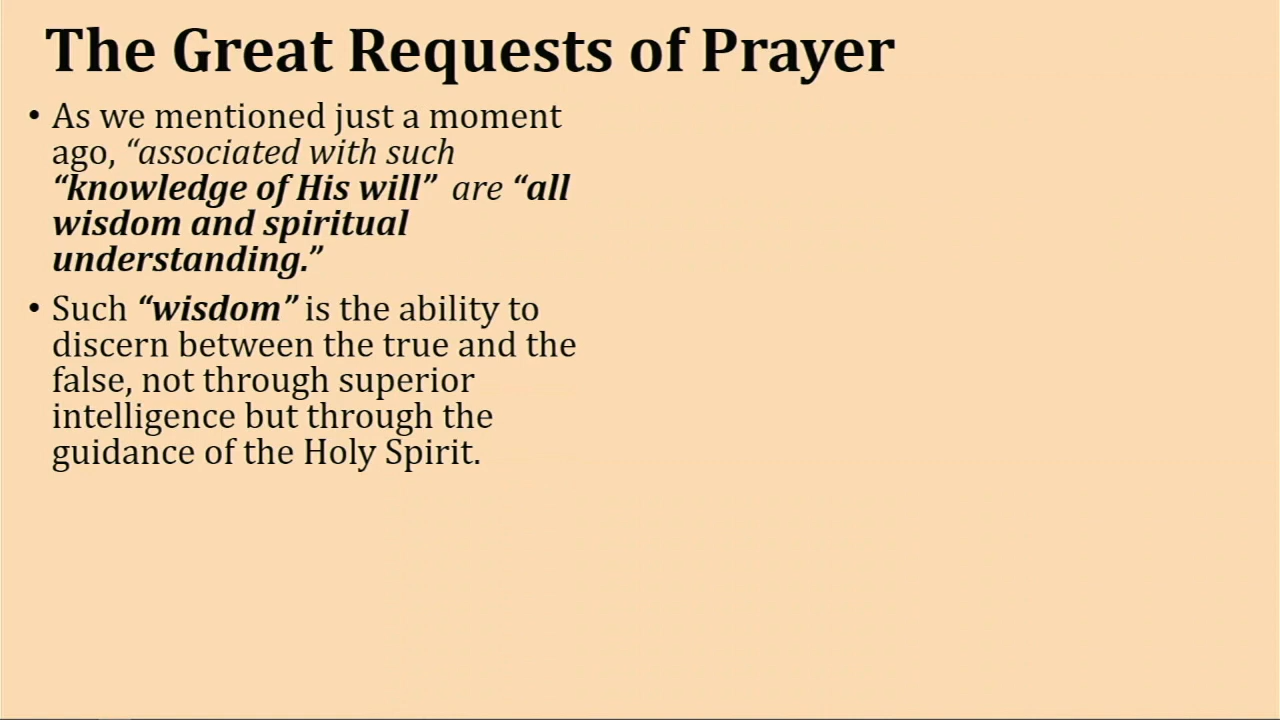 The Great Requests of Prayer
• As we mentioned just a moment
ago, “associated with such
“knowledge of His will” are “all
wisdom and spiritual
understanding.”
• Such “wisdom” is the ability to
discern between the true and the
false, not through superior
intelligence but through the
guidance of the Holy Spirit.